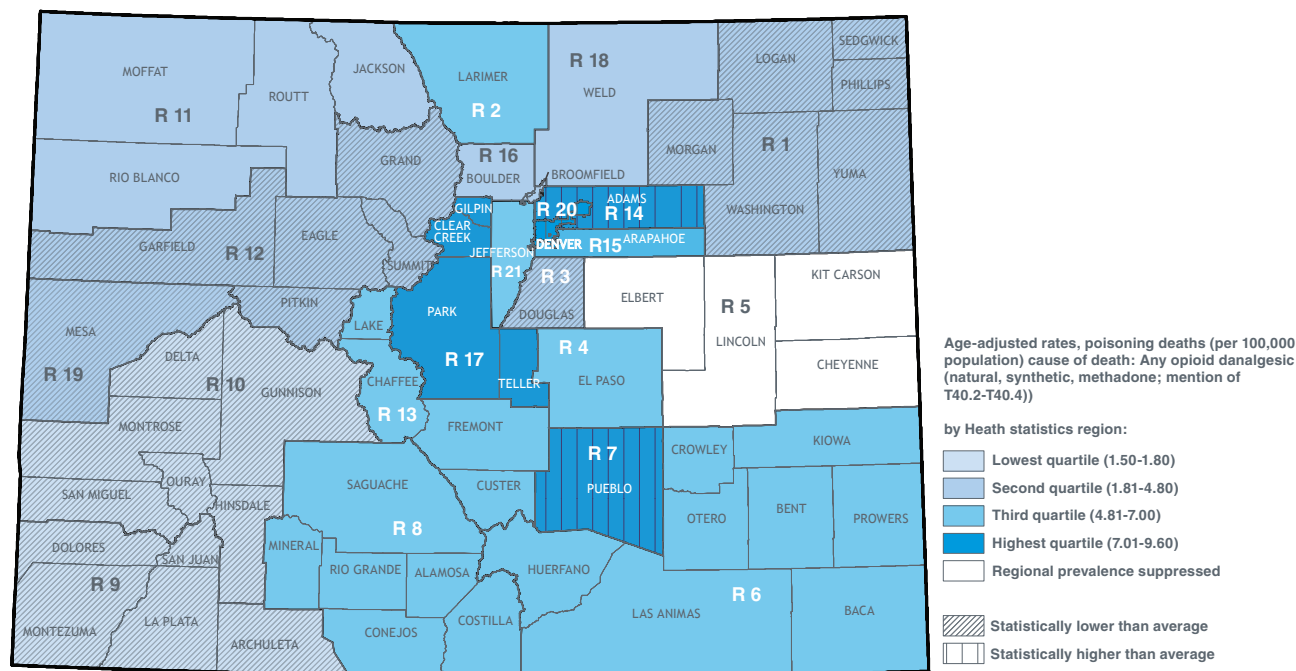 SEDGWICK
LOGAN
MOFFAT
JACKSON
LARIMER
R 18
WELD
PHILLIPS
ROUTT
R 11
R 2
MORGAN
R 1
GRAND
R 16
BOULDER
BROOMFIELD
YUMA
RIO BLANCO
GILPIN
R 20
ADAMS
R 14
WASHINGTON
CLEAR
CREEK
EAGLE
GARFIELD
R 12
DENVER
R15
ARAPAHOE
JEFFERSON
R 21
SUMMIT
R 3
KIT CARSON
PITKIN
ELBERT
R 5
LAKE
PARK
DOUGLAS
MESA
LINCOLN
R 19
DELTA
R 10
GUNNISON
R 17
R 4
TELLER
EL PASO
CHEYENNE
CHAFFEE
R 13
MONTROSE
FREMONT
KIOWA
CROWLEY
R 7
OURAY
SAGUACHE
CUSTER
PUEBLO
SAN MIGUEL
HINSDALE
OTERO
BENT
PROWERS
R 8
DOLORES
SAN JUAN
MINERAL
RIO GRANDE
ALAMOSA
HUERFANO
R 9
R 6
MONTEZUMA
LA PLATA
ARCHULETA
CONEJOS
COSTILLA
LAS ANIMAS
BACA
Age-adjusted rates, poisoning deaths (per 100,000
population) cause of death: Any opioid danalgesic
(natural, synthetic, methadone; mention of
T40.2-T40.4))
by Heath statistics region:
Lowest quartile (1.50-1.80)
Second quartile (1.81-4.80)
Third quartile (4.81-7.00)
Highest quartile (7.01-9.60)
Regional prevalence suppressed
Statistically lower than average
Statistically higher than average